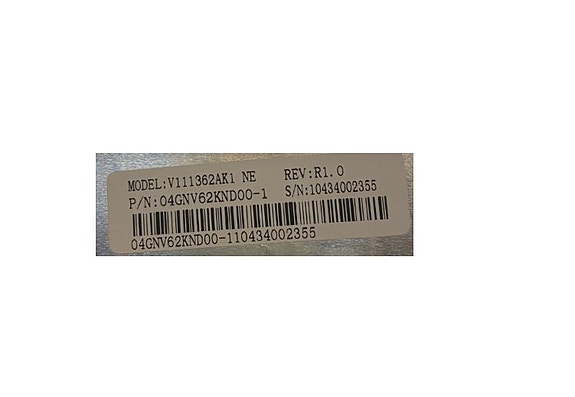 MODEL:V111362AK1 NE REV:R1.0
P/N:04GNV62KND00-1 S/N:10434002355
04GNV62KND00-110434002355